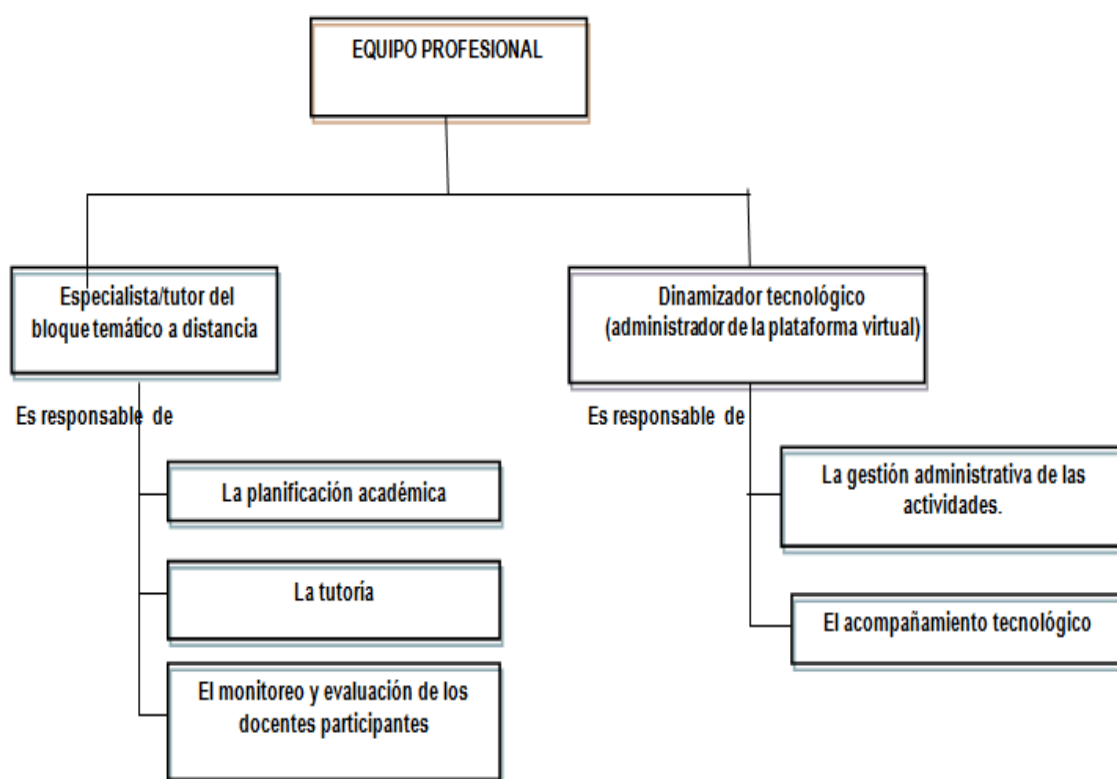 EQUIPO PROFESIONAL
Especialista/tutor del
bloque temático a distancia
Dinamizador tecnológico
(administrador de la plataforma virtual)
Es responsable de
La planificación académica
La tutoría
El monitoreo y evaluación de los
docentes participantes
Es responsable de
La gestión administrativa de las
actividades.
El acompañamiento tecnológico